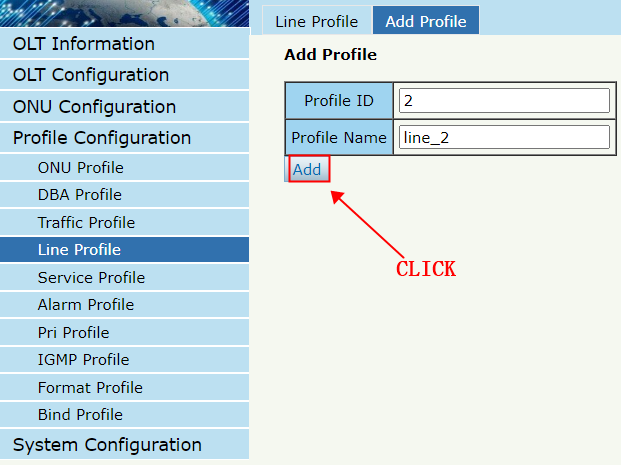 OLT Information
OLT Configuration
ONU Configuration
Profile Configuration
ONU Profile
DBA Profile
Traffic Profile
Line Profile
Service Profile
Alarm Profile
Pri Profile
IGMP Profile
Format Profile
Bind Profile
System Configuration
Line Profile Add Profile
Add Profile
Profile ID 2
Profile Name line_2
Add
CLICK